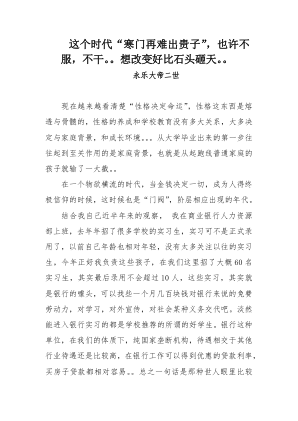 这个时代“寒门再难出贵子”，也许不
服，不干。。想改变好比石头砸天。。
永乐大帝二世
现在越来越看清楚“性格决定命运”，性格这东西是熔
遵与骨髓的，性格的养成和学校教育没有多大关系，大多决
定与家庭背景，和成长环境。。。从大学毕业出来的第一步往
往起到至关作用的是家庭背景，也就是从起跑线普通家庭的
孩子就输了一大截。。
在一个物欲横流的时代，当金钱决定一切，成为人得终
极信仰的时候，这时候也是“门阀”，阶层相应出现的年代。
结合我自己近半年来的观察， 我在商业银行人力资源
部上班，去年年招了很多学校的实习生，实习可不是正式录
用了，以前自己年龄也相对年轻，没有太多关注以往的实习
生。今年正好我负责这些孩子，在我们这里招了大概 60 名
实习生，其实最后录用不会超过 10 人，这些实习。其实就
是银行的噱头，可以找些一个月几百块钱对银行来说的免费
劳动力，对学习，对外宣传，对社会某种义务交代吧。淡然
能进入银行实习的都是学校推荐的所谓的好学生。银行这种
单位，在我们的体质下，纯国家垄断机构，待遇相交于其他
行业待遇还是比较高，在银行工作可以得到优惠的贷款利率，
买房子贷款都相对容易。。总之一句话是那种世人眼里比较